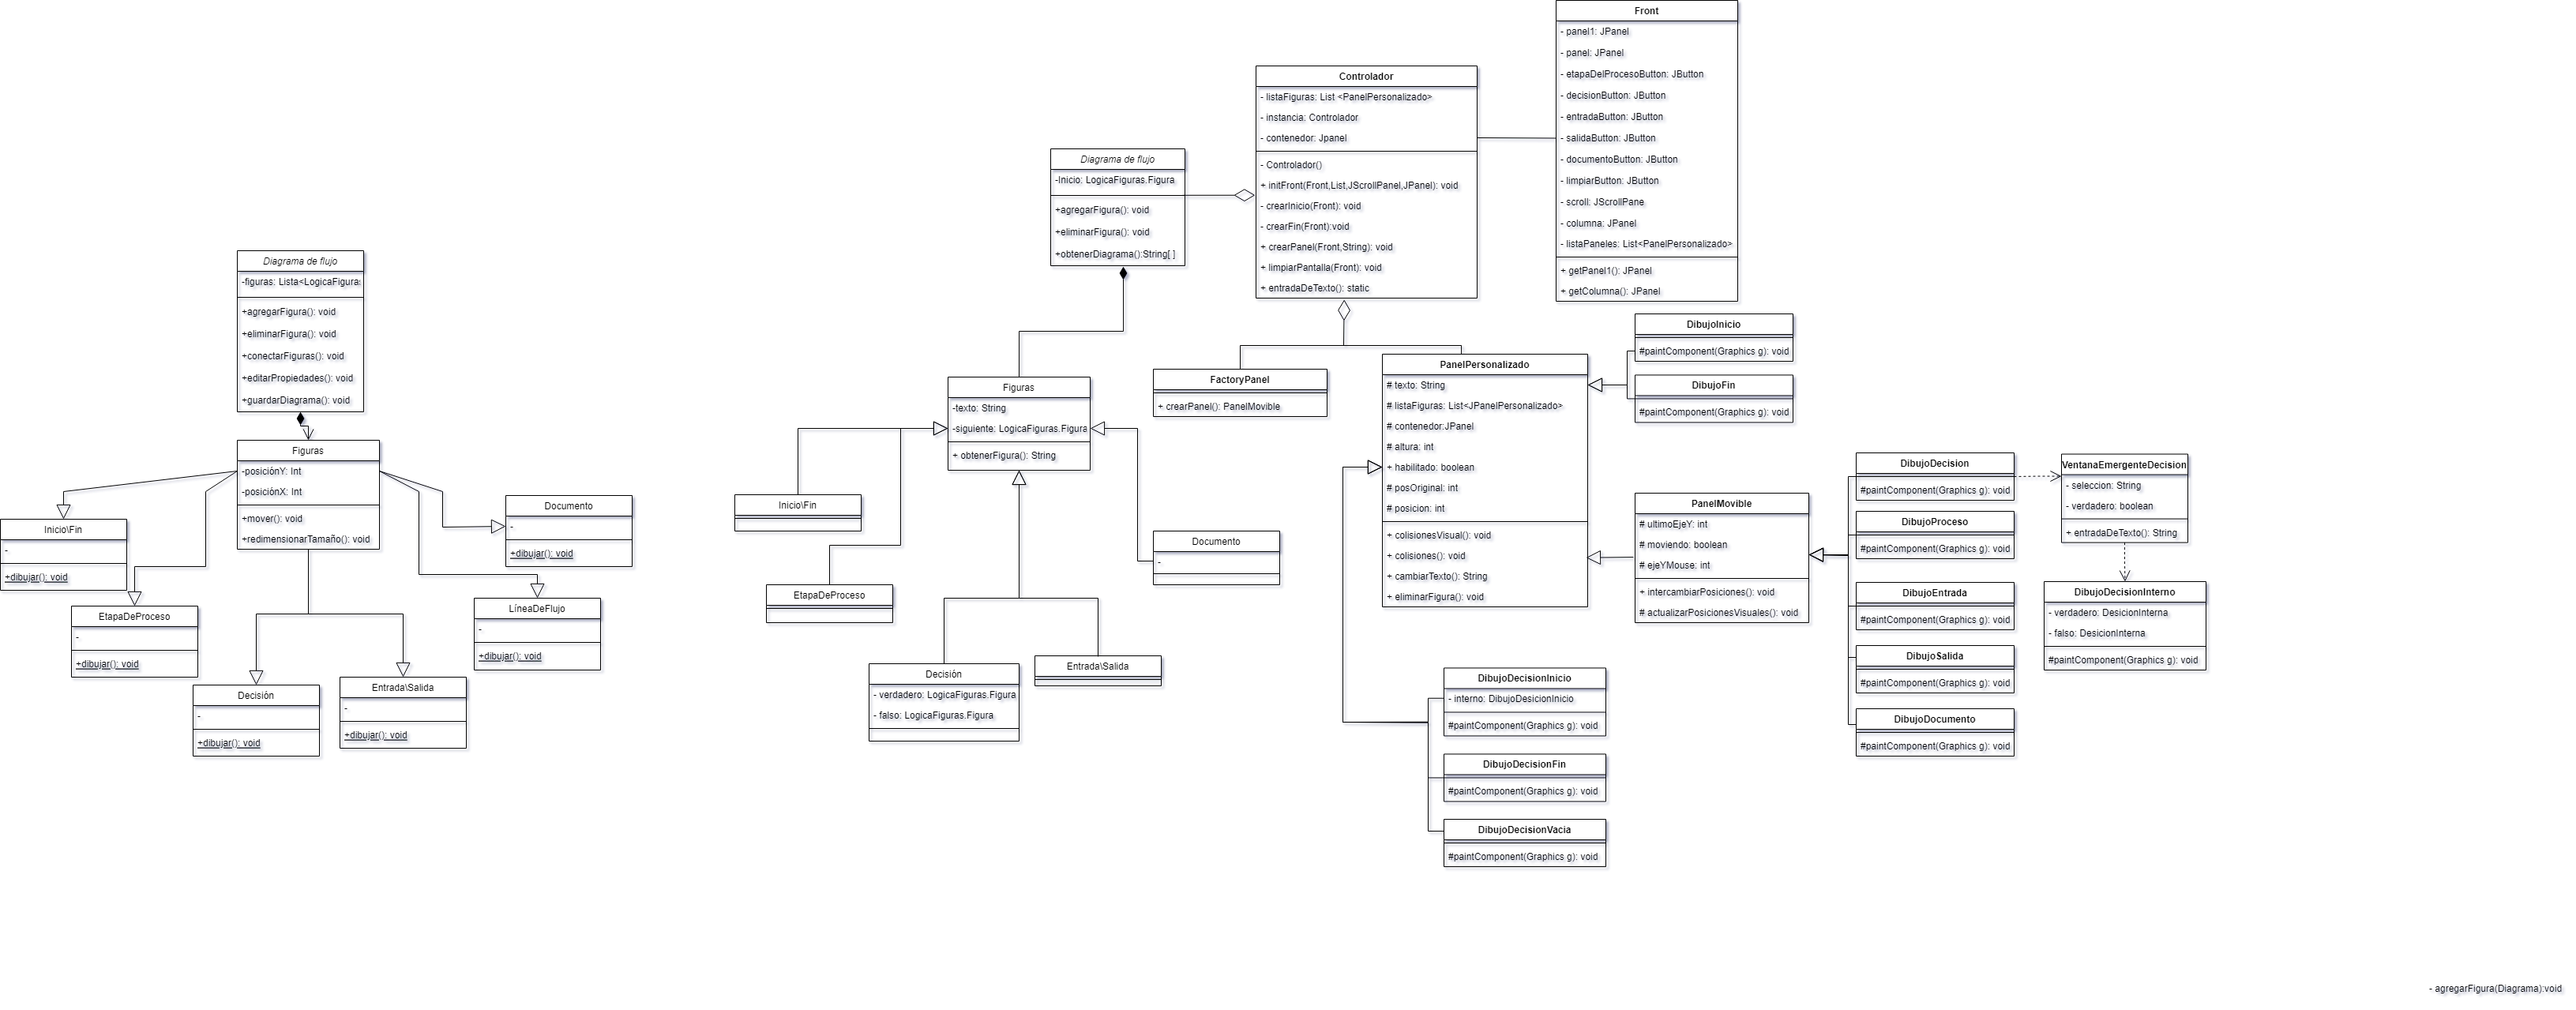 Diagrama de flujo
-figuras: Lista<LogicaFigura
+agregarFigura(): void
+eliminarFigura(): void
+conectarFiguras(): void
+editarPropiedades(): void
+guardarDiagrama(): void
Figuras
-posiciónY: Int
-posiciónX: Int
+mover(): void
+redimensionarTamaño(): void
Inicio\Fin
-
+dibujar(): void
EtapaDeProceso
-
+dibujar(): void
Decisión
-
+dibujar(): void
Entrada\Salida
-
+dibujar(): void
LíneaDeFlujo
-
+dibujar(): void
Documento
-
+dibujar(): void
Diagrama de flujo
-Inicio: LogicaFiguras.Figura
+agregarFigura(): void
+eliminarFigura(): void
+obtenerDiagrama():String[ ]
Figuras
-texto: String
-siguiente: LogicaFiguras.Figura
+ obtenerFigura(): String
Inicio\Fin
EtapaDeProceso
Decisión
- verdadero: LogicaFiguras.Figura
- falso: LogicaFiguras.Figura
Entrada\Salida
Documento
-
Controlador
- listaFiguras: List <PanelPersonalizado>
- instancia: Controlador
- contenedor: Jpanel
- Controlador()
+ initFront(Front,List,JScrollPanel,JPanel): void
- crearInicio(Front): void
- crearFin(Front):void
+ crearPanel(Front,String): void
+ limpiarPantalla(Front): void
+ entradaDeTexto(): static
Front
- panel1: JPanel
- panel: JPanel
- etapaDelProcesoButton: JButton
- decisionButton: JButton
- entradaButton: JButton
- salidaButton: JButton
- documentoButton: JButton
- limpiarButton: JButton
- scroll: JScrollPane
- columna: JPanel
- listaPaneles: List<PanelPersonalizado>
+ getPanel1(): JPanel
+ getColumna(): JPanel
FactoryPanel
+ crearPanel(): PanelMovible
PanelPersonalizado
# texto: String
# listaFiguras: List<JPanelPersonalizado>
# contenedor:JPanel
# altura: int
+ habilitado: boolean
# posOriginal: int
# posicion: int
+ colisionesVisual(): void
+ colisiones(): void
+ cambiarTexto(): String
+ eliminarFigura(): void
DibujoInicio
#paintComponent(Graphics g): void
DibujoFin
#paintComponent(Graphics g): void
PanelMovible
# ultimoEjeY: int
# moviendo: boolean
# ejeYMouse: int
+ intercambiarPosiciones(): void
# actualizarPosicionesVisuales(): void
DibujoDecision
#paintComponent(Graphics g): void
DibujoProceso
#paintComponent(Graphics g): void
DibujoEntrada
#paintComponent(Graphics g): void
DibujoSalida
#paintComponent(Graphics g): void
DibujoDocumento
#paintComponent(Graphics g): void
VentanaEmergenteDecision
- seleccion: String
- verdadero: boolean
+ entradaDeTexto(): String
DibujoDecisionInterno
- verdadero: DesicionInterna
- falso: DesicionInterna
#paintComponent(Graphics g): void
DibujoDecisionInicio
- interno: DibujoDesicionInicio
#paintComponent(Graphics g): void
DibujoDecisionFin
#paintComponent(Graphics g): void
DibujoDecisionVacia
#paintComponent(Graphics g): void
- agregarFigura(Diagrama):void